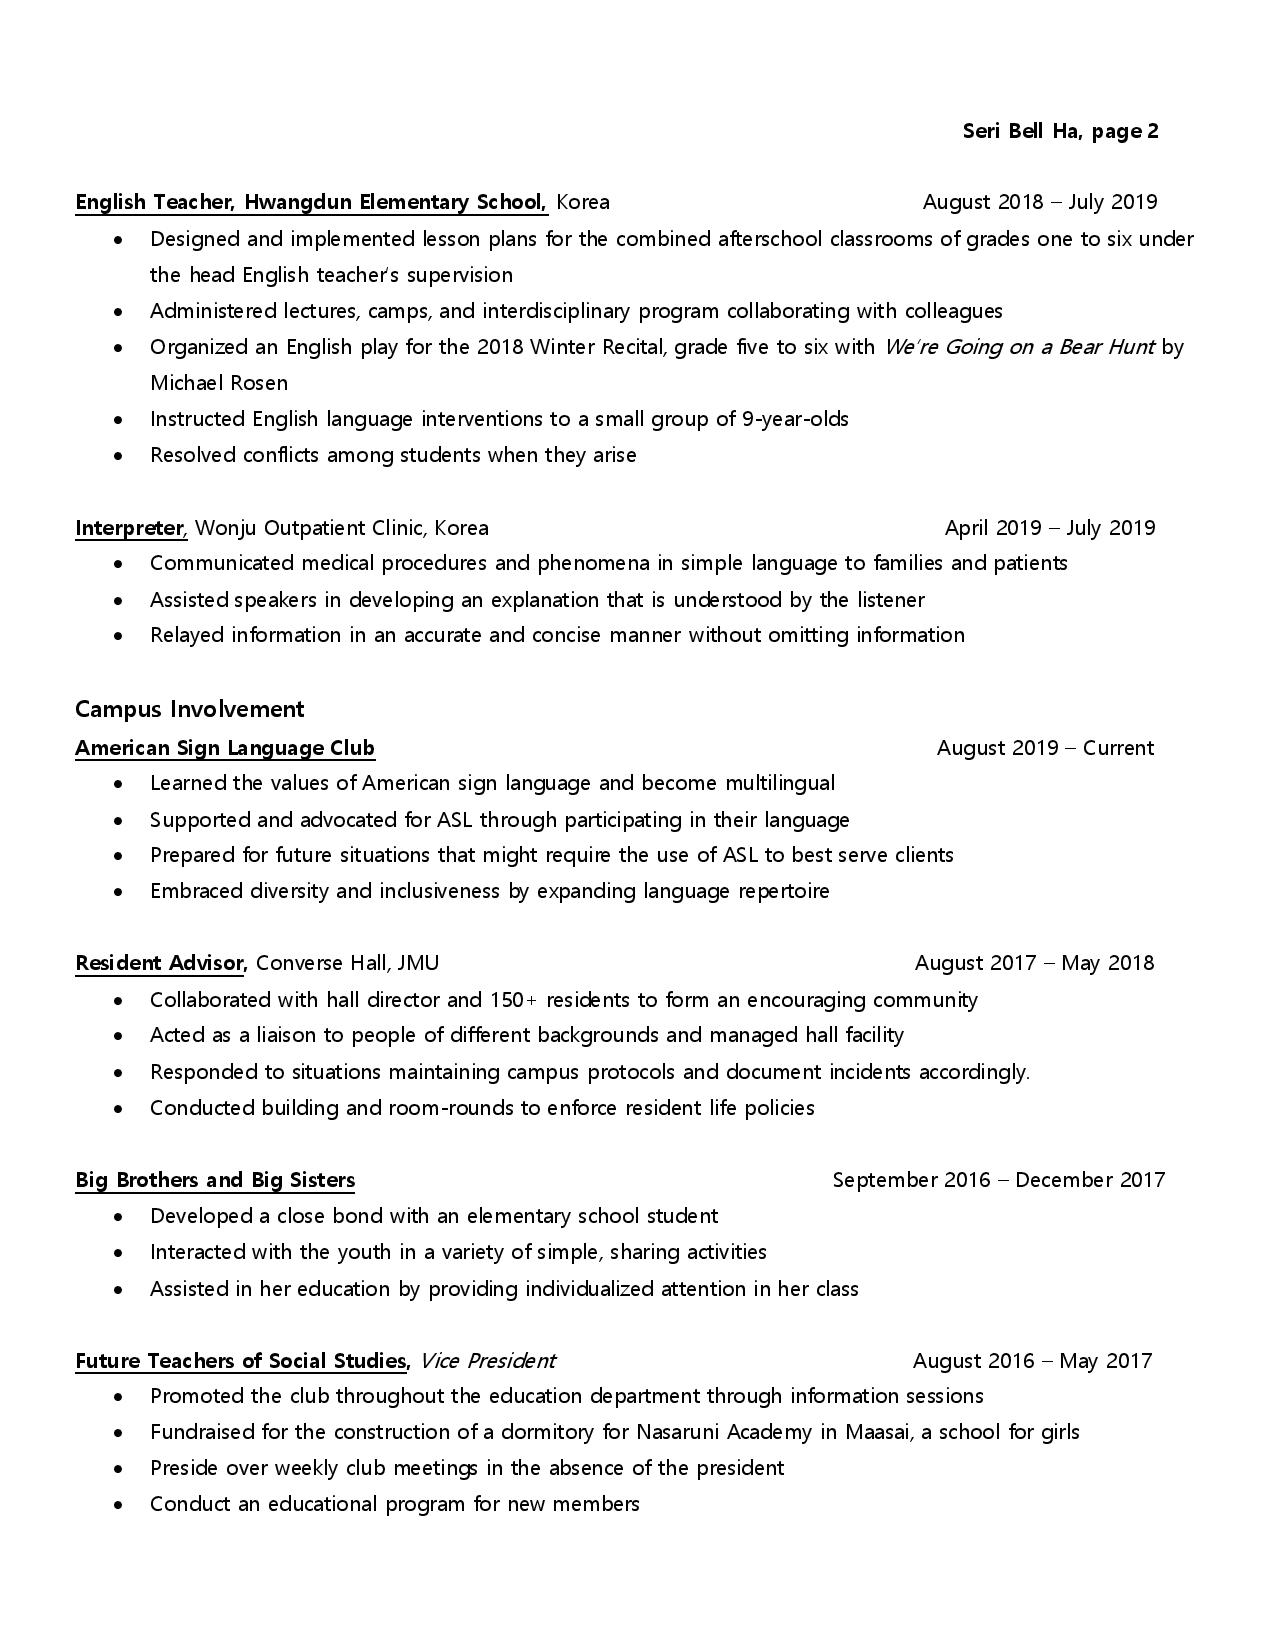 Seri Bell Ha, page 2
English Teacher, Hwangdun Elementary School, Korea August 2018 – July 2019
• Designed and implemented lesson plans for the combined afterschool classrooms of grades one to six under
the head English teacher's supervision
• Administered lectures, camps, and interdisciplinary program collaborating with colleagues
• Organized an English play for the 2018 Winter Recital, grade five to six with We're Going on a Bear Hunt by
Michael Rosen
• Instructed English language interventions to a small group of 9-year-olds
• Resolved conflicts among students when they arise
Interpreter, Wonju Outpatient Clinic, Korea April 2019 – July 2019
• Communicated medical procedures and phenomena in simple language to families and patients
• Assisted speakers in developing an explanation that is understood by the listener
• Relayed information in an accurate and concise manner without omitting information
Campus Involvement
American Sign Language Club August 2019 – Current
• Learned the values of American sign language and become multilingual
• Supported and advocated for ASL through participating in their language
• Prepared for future situations that might require the use of ASL to best serve clients
• Embraced diversity and inclusiveness by expanding language repertoire
Resident Advisor, Converse Hall, JMU August 2017 – May 2018
• Collaborated with hall director and 150+ residents to form an encouraging community
• Acted as a liaison to people of different backgrounds and managed hall facility
• Responded to situations maintaining campus protocols and document incidents accordingly.
• Conducted building and room-rounds to enforce resident life policies
Big Brothers and Big Sisters September 2016 – December 2017
• Developed a close bond with an elementary school student
• Interacted with the youth in a variety of simple, sharing activities
• Assisted in her education by providing individualized attention in her class
Future Teachers of Social Studies, Vice President August 2016 – May 2017
• Promoted the club throughout the education department through information sessions
• Fundraised for the construction of a dormitory for Nasaruni Academy in Maasai, a school for girls
• Preside over weekly club meetings in the absence of the president
• Conduct an educational program for new members